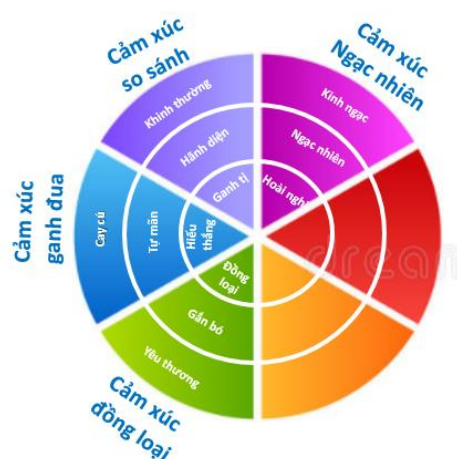 Cảm xúc
so sánh
Cảm xúc
Ngạc nhiên
Khinh thường
Hãnh diện
Ganh tị
Kinh ngạc
Ngạc nhiên
Hoài nghi
Cảm xúc
ganh đua
Cay cú
Tự mãn
Hiếu
thắng
Đồng
loại
Gắn bó
Yêu thương
Cảm xúc
đồng loại